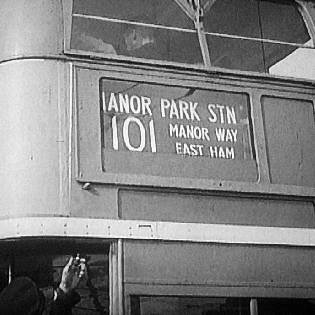 ANOR PARK STN
101 MANOR WAY
EAST HAM